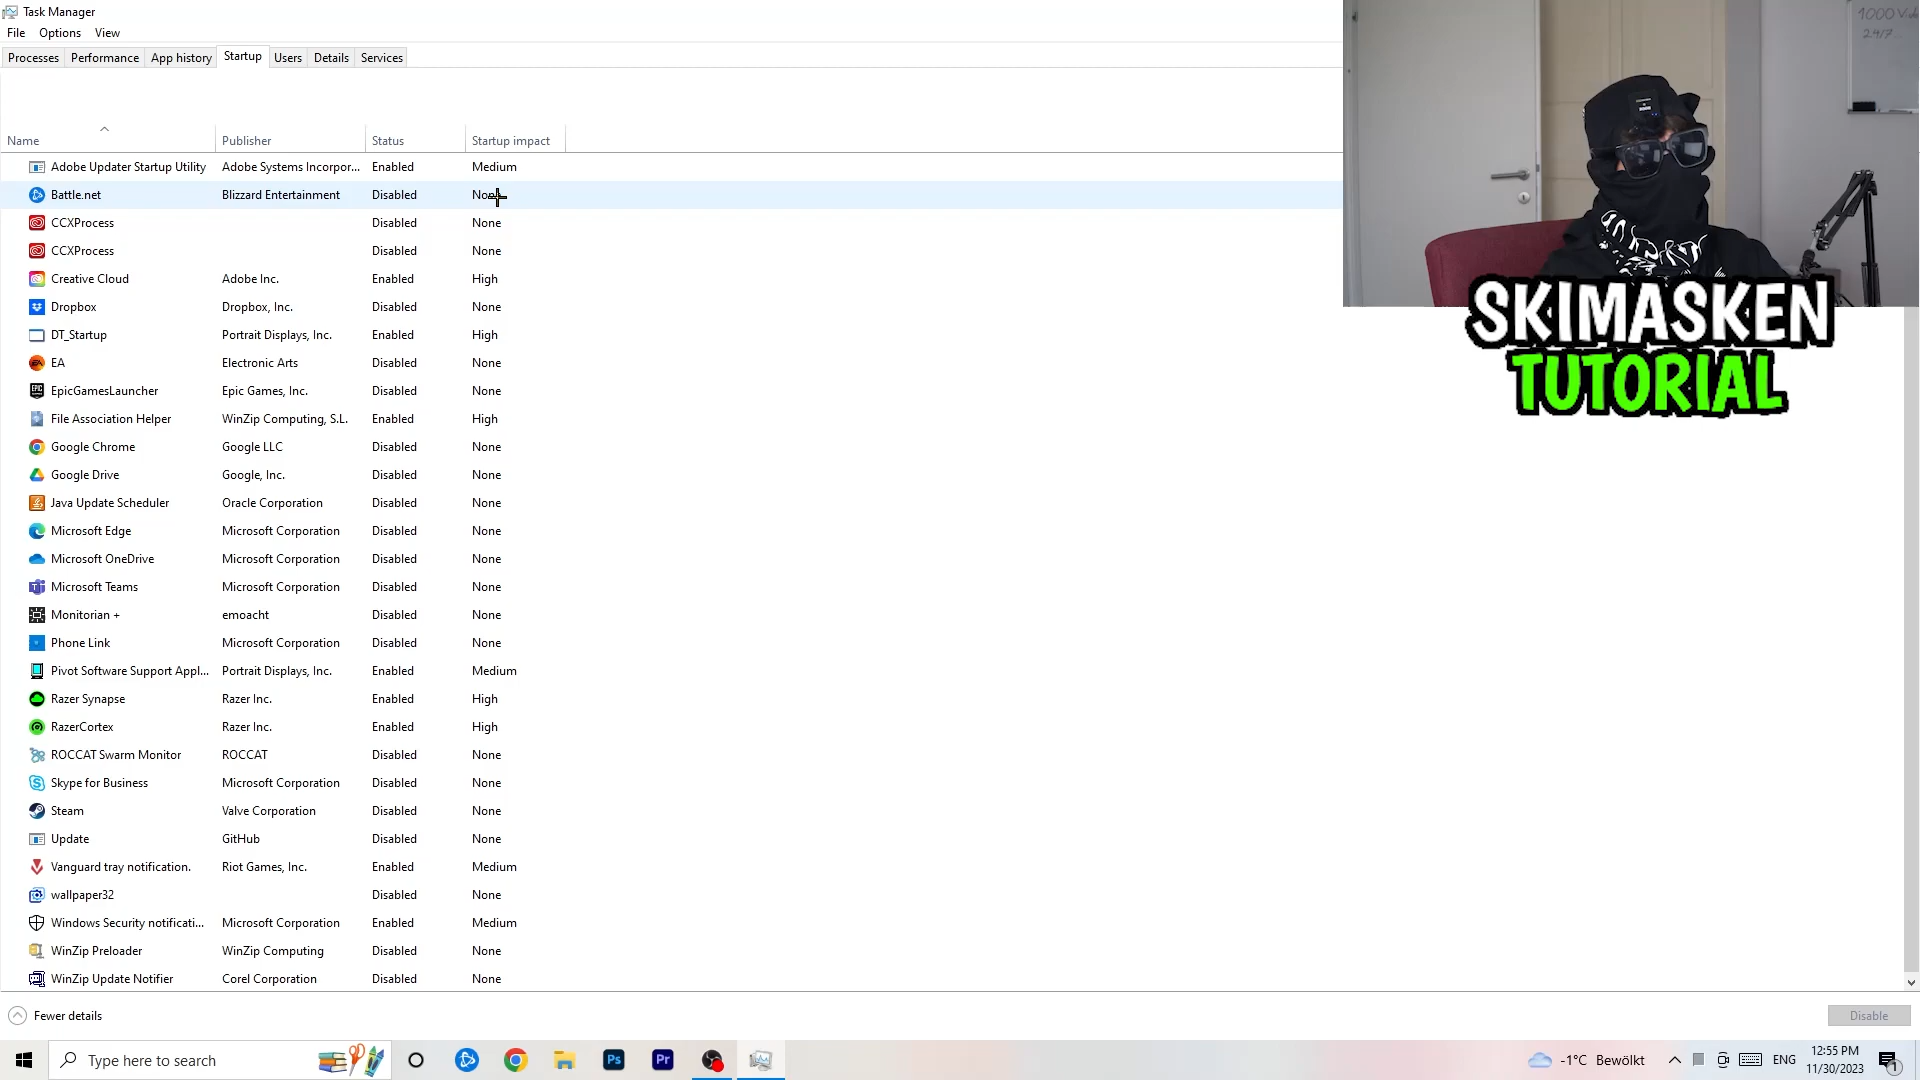 Task Manager
File Options View
Processes Performance App history Startup Users Details Services
Name Publisher Status Startup impact
Adobe Updater Startup Utility Adobe Systems Incorpor... Enabled Medium
Battle.net Blizzard Entertainment Disabled None
CCXProcess Disabled None
CCXProcess Disabled None
Creative Cloud Adobe Inc. Enabled High
Dropbox Dropbox, Inc. Disabled None
DT_Startup Portrait Displays, Inc. Enabled High
EA Electronic Arts Disabled None
EpicGamesLauncher Epic Games, Inc. Disabled None
File Association Helper WinZip Computing, S.L. Enabled High
Google Chrome Google LLC Disabled None
Google Drive Google, Inc. Disabled None
Java Update Scheduler Oracle Corporation Disabled None
Microsoft Edge Microsoft Corporation Disabled None
Microsoft OneDrive Microsoft Corporation Disabled None
Microsoft Teams Microsoft Corporation Disabled None
Monitorian + emoacht Disabled None
Phone Link Microsoft Corporation Disabled None
Pivot Software Support Appl... Portrait Displays, Inc. Enabled Medium
Razer Synapse Razer Inc. Enabled High
RazerCortex Razer Inc. Enabled High
ROCCAT Swarm Monitor ROCCAT Disabled None
Skype for Business Microsoft Corporation Disabled None
Steam Valve Corporation Disabled None
Update GitHub Disabled None
Vanguard tray notification. Riot Games, Inc. Enabled Medium
wallpaper32 Disabled None
Windows Security notificati... Microsoft Corporation Enabled Medium
WinZip Preloader WinZip Computing Disabled None
WinZip Update Notifier Corel Corporation Disabled None
1000 Vide
24/7
SKIMASKEN
TUTORIAL
Fewer details
Disable
Type here to search
Ps
Pr
-1°C Bewölkt
ENG
12:55 PM
11/30/2023
1